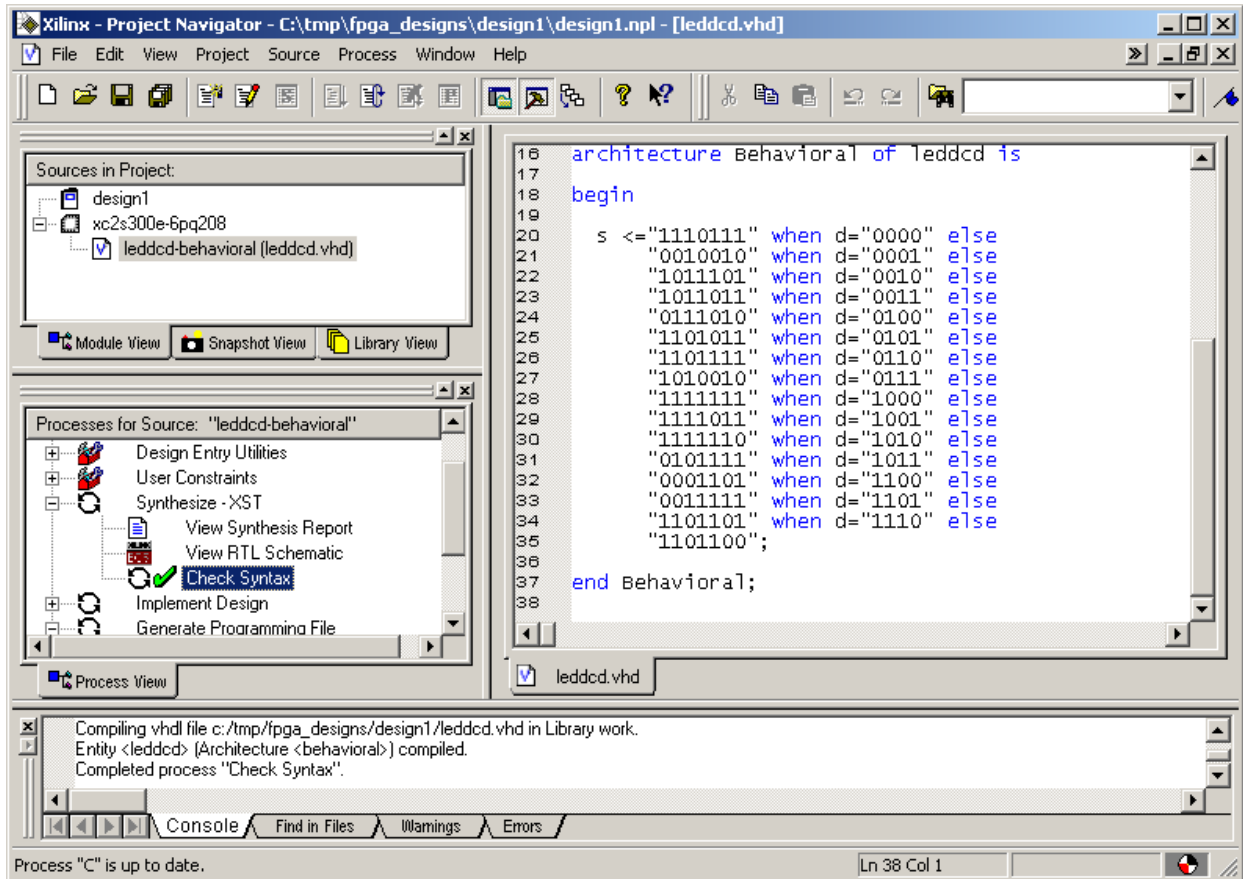 Xilinx - Project Navigator - C:\tmp\fpga_designs\design1\design1.npl - [leddcd.vhd]
File Edit View Project Source Process Window Help
Sources in Project:
design1
xc2s300e-6pq208
leddcd-behavioral (leddcd.vhd)
Module View Snapshot View Library View
Processes for Source: "leddcd-behavioral"
Design Entry Utilities
User Constraints
Synthesize - XST
View Synthesis Report
View RTL Schematic
Check Syntax
Implement Design
Generate Programming File
Process View
16 architecture Behavioral of leddcd is
17
18 begin
19
20 s <="1110111" when d="0000" else
21 "0010010" when d="0001" else
22 "1011101" when d="0010" else
23 "1011011" when d="0011" else
24 "0111010" when d="0100" else
25 "1101011" when d="0101" else
26 "1101111" when d="0110" else
27 "1010010" when d="0111" else
28 "1111111" when d="1000" else
29 "1111011" when d="1001" else
30 "1111110" when d="1010" else
31 "0101111" when d="1011" else
32 "0001101" when d="1100" else
33 "0011111" when d="1101" else
34 "1101101" when d="1110" else
35 "1101100";
36
37 end Behavioral;
38
leddcd.vhd
Compiling vhdl file c:/tmp/fpga_designs/design1/leddcd.vhd in Library work.
Entity <leddcd> (Architecture <behavioral>) compiled.
Completed process "Check Syntax".
Console Find in Files Warnings Errors
Process "C" is up to date. Ln 38 Col 1